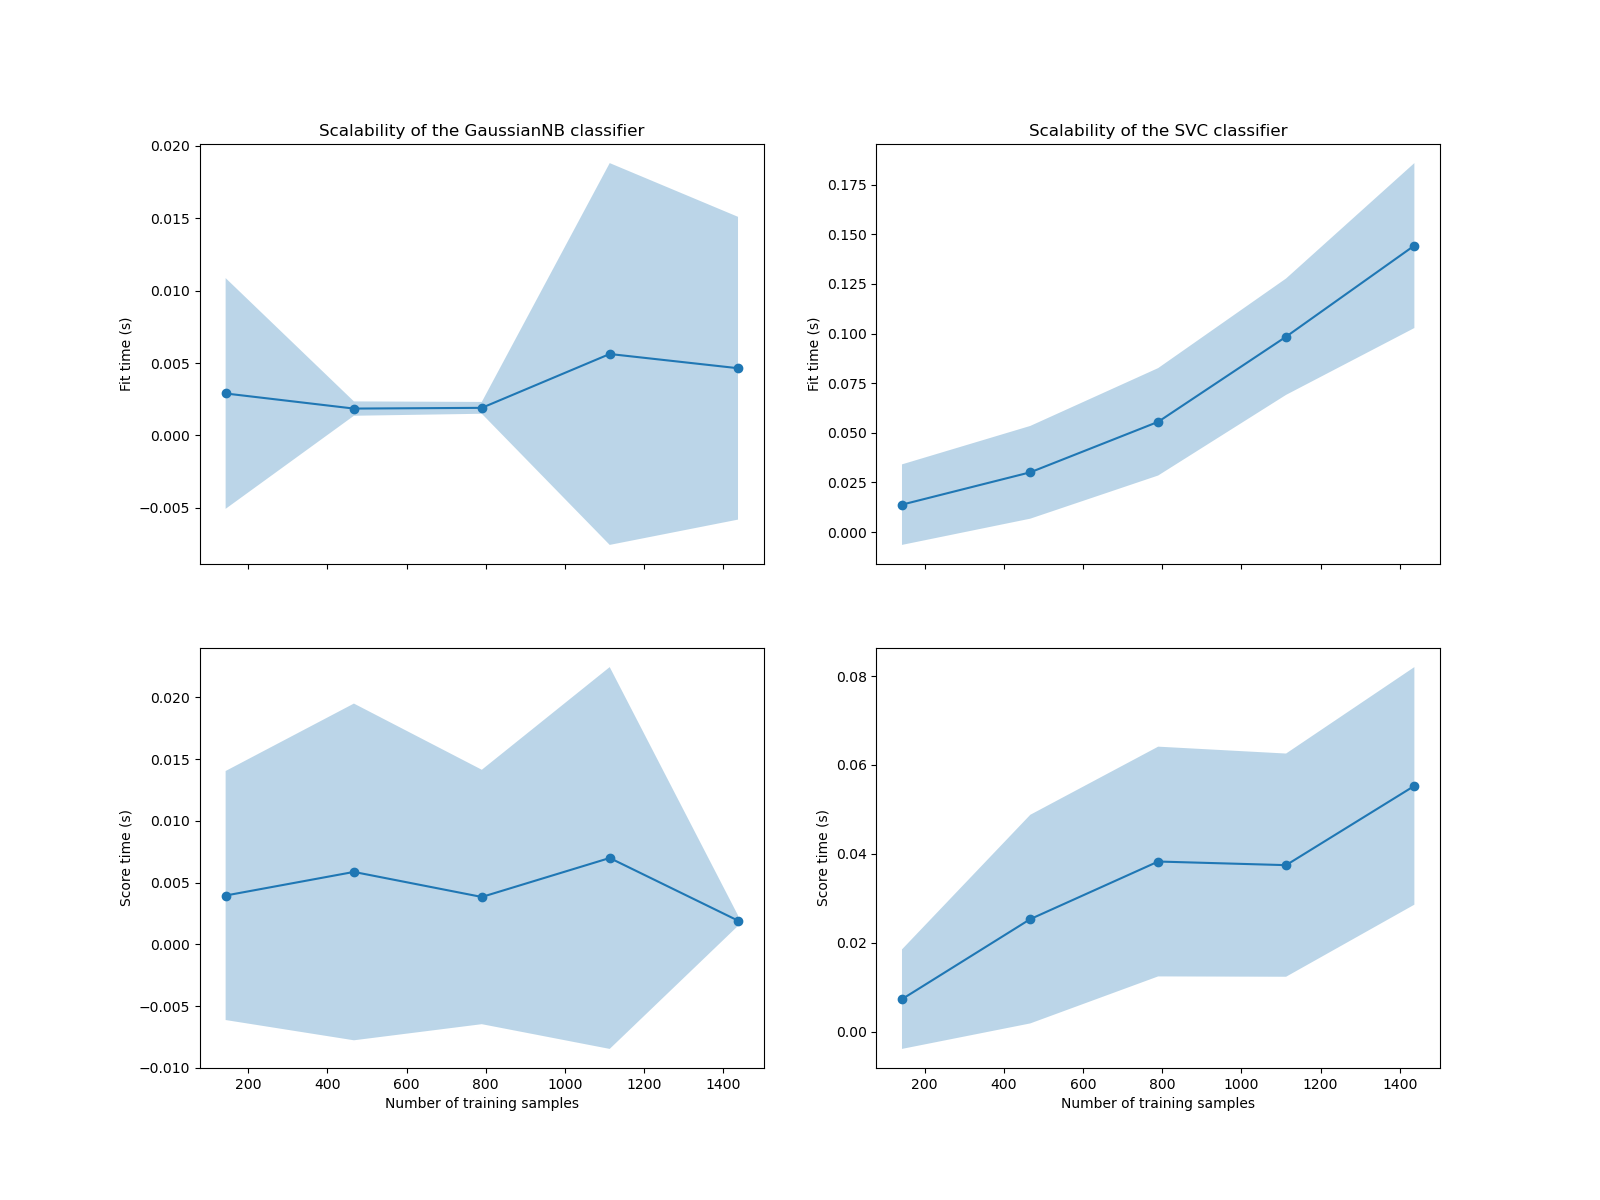 Scalability of the GaussianNB classifier
0.020
0.015
0.010
0.005
0.000
−0.005
Fit time (s)
Scalability of the SVC classifier
0.175
0.150
0.125
0.100
0.075
0.050
0.025
0.000
Fit time (s)
0.020
0.015
0.010
0.005
0.000
−0.005
−0.010
Score time (s)
200 400 600 800 1000 1200 1400
Number of training samples
0.08
0.06
0.04
0.02
0.00
Score time (s)
200 400 600 800 1000 1200 1400
Number of training samples